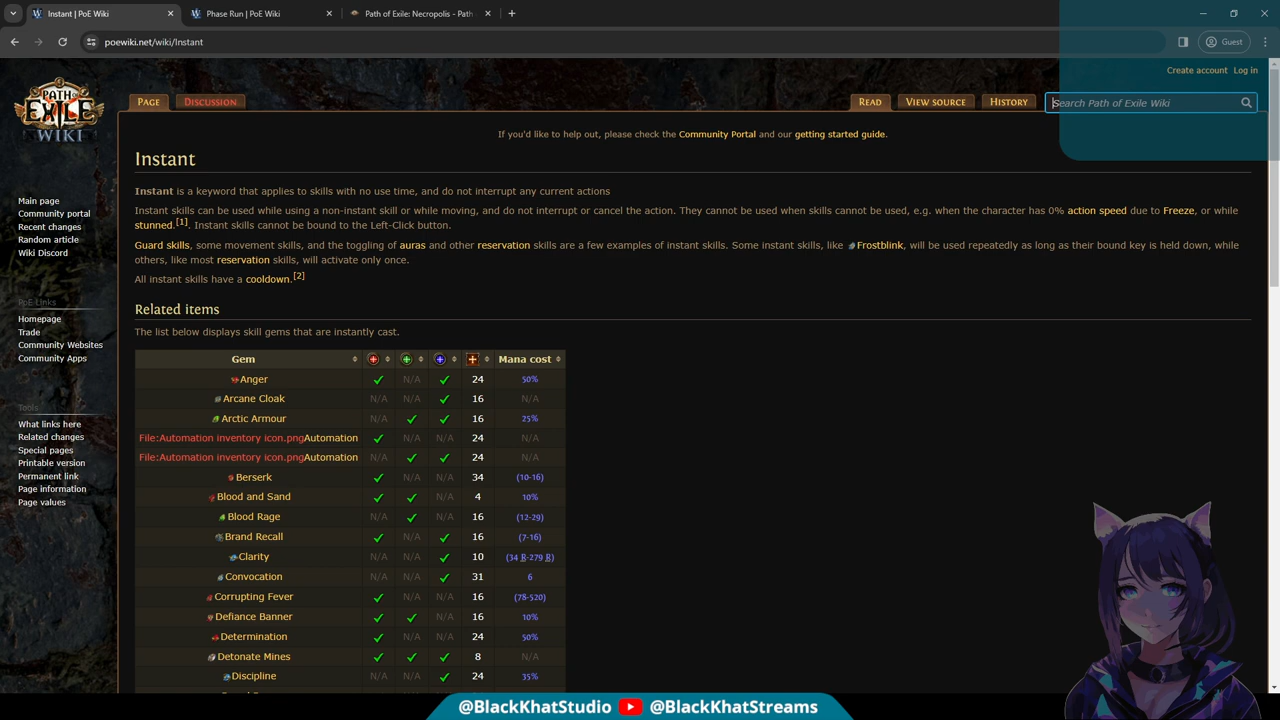 Instant | PoE Wiki
Phase Run | PoE Wiki
Path of Exile: Necropolis - Path
poewiki.net/wiki/Instant
Guest
Create account Log in
PATH OF EXILE WIKI
PAGE DISCUSSION READ VIEW SOURCE HISTORY Search Path of Exile Wiki
If you'd like to help out, please check the Community Portal and our getting started guide.
Instant
Instant is a keyword that applies to skills with no use time, and do not interrupt any current actions
Instant skills can be used while using a non-instant skill or while moving, and do not interrupt or cancel the action. They cannot be used when skills cannot be used, e.g. when the character has 0% action speed due to Freeze, or while
stunned.[1]. Instant skills cannot be bound to the Left-Click button.
Guard skills, some movement skills, and the toggling of auras and other reservation skills are a few examples of instant skills. Some instant skills, like Frostblink, will be used repeatedly as long as their bound key is held down, while
others, like most reservation skills, will activate only once.
All instant skills have a cooldown.[2]
Related items
The list below displays skill gems that are instantly cast.
Gem Mana cost
Anger N/A 24 50%
Arcane Cloak N/A N/A 16 N/A
Arctic Armour N/A 16 25%
File:Automation inventory icon.pngAutomation N/A N/A 24 N/A
File:Automation inventory icon.pngAutomation N/A 24 N/A
Berserk N/A N/A 34 (10-16)
Blood and Sand N/A 4 10%
Blood Rage N/A N/A 16 (12-29)
Brand Recall N/A 16 (7-16)
Clarity N/A N/A 10 (34 R-279 R)
Convocation N/A N/A 31 6
Corrupting Fever N/A N/A 16 (78-520)
Defiance Banner N/A 16 10%
Determination N/A N/A 24 50%
Detonate Mines 8 N/A
Discipline N/A N/A 24 35%
Main page
Community portal
Recent changes
Random article
Wiki Discord
PoE Links
Homepage
Trade
Community Websites
Community Apps
Tools
What links here
Related changes
Special pages
Printable version
Permanent link
Page information
Page values
@BlackKhatStudio @BlackKhatStreams